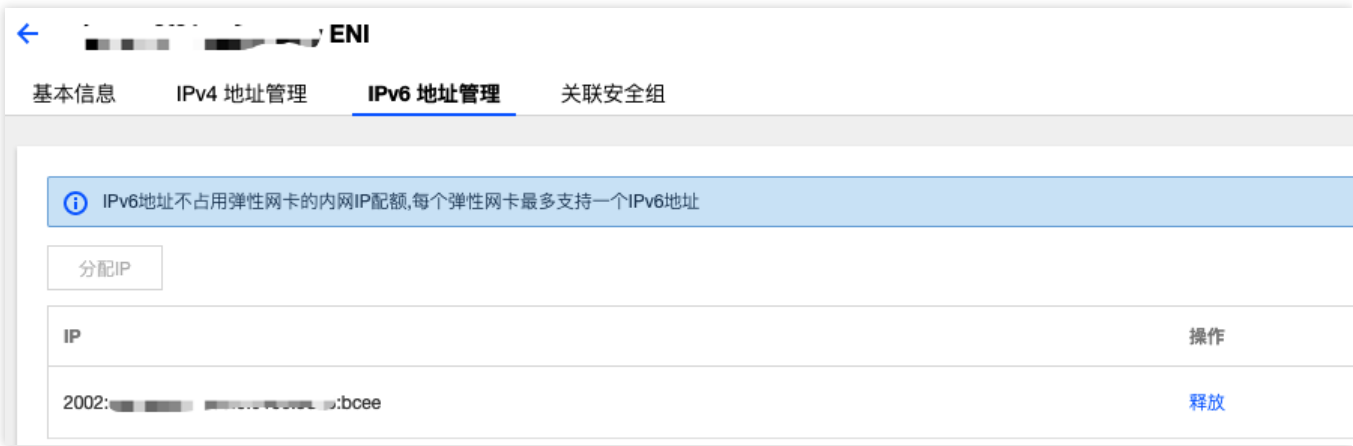 ENI
基本信息 IPv4 地址管理 IPv6 地址管理 关联安全组
IPv6地址不占用弹性网卡的内网IP配额,每个弹性网卡最多支持一个IPv6地址
分配IP
IP 操作
2002: :bcee 释放